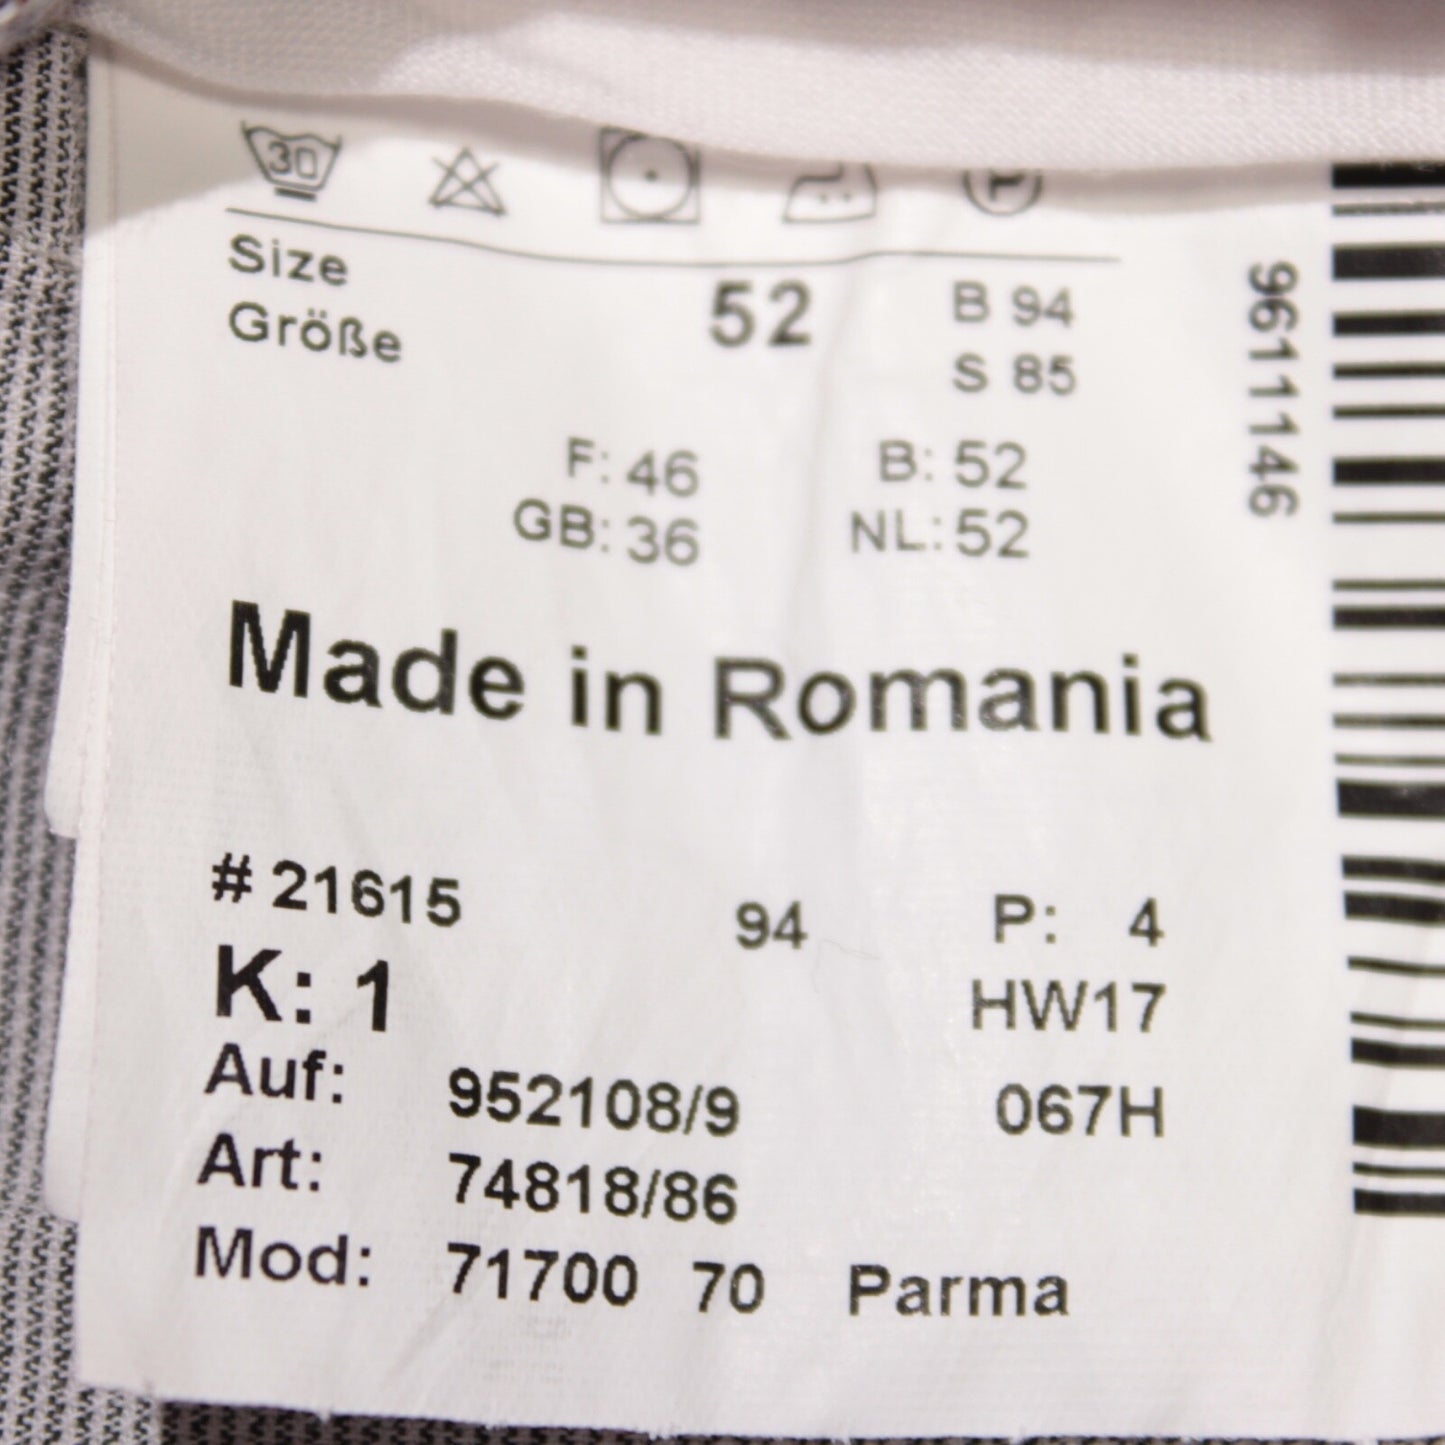 30
Size 52 B 94
Größe S 85
F: 46 B: 52
GB: 36 NL: 52
Made in Romania
# 21615 94 P: 4
K: 1 HW17
Auf: 952108/9 067H
Art: 74818/86
Mod: 71700 70 Parma
9611146